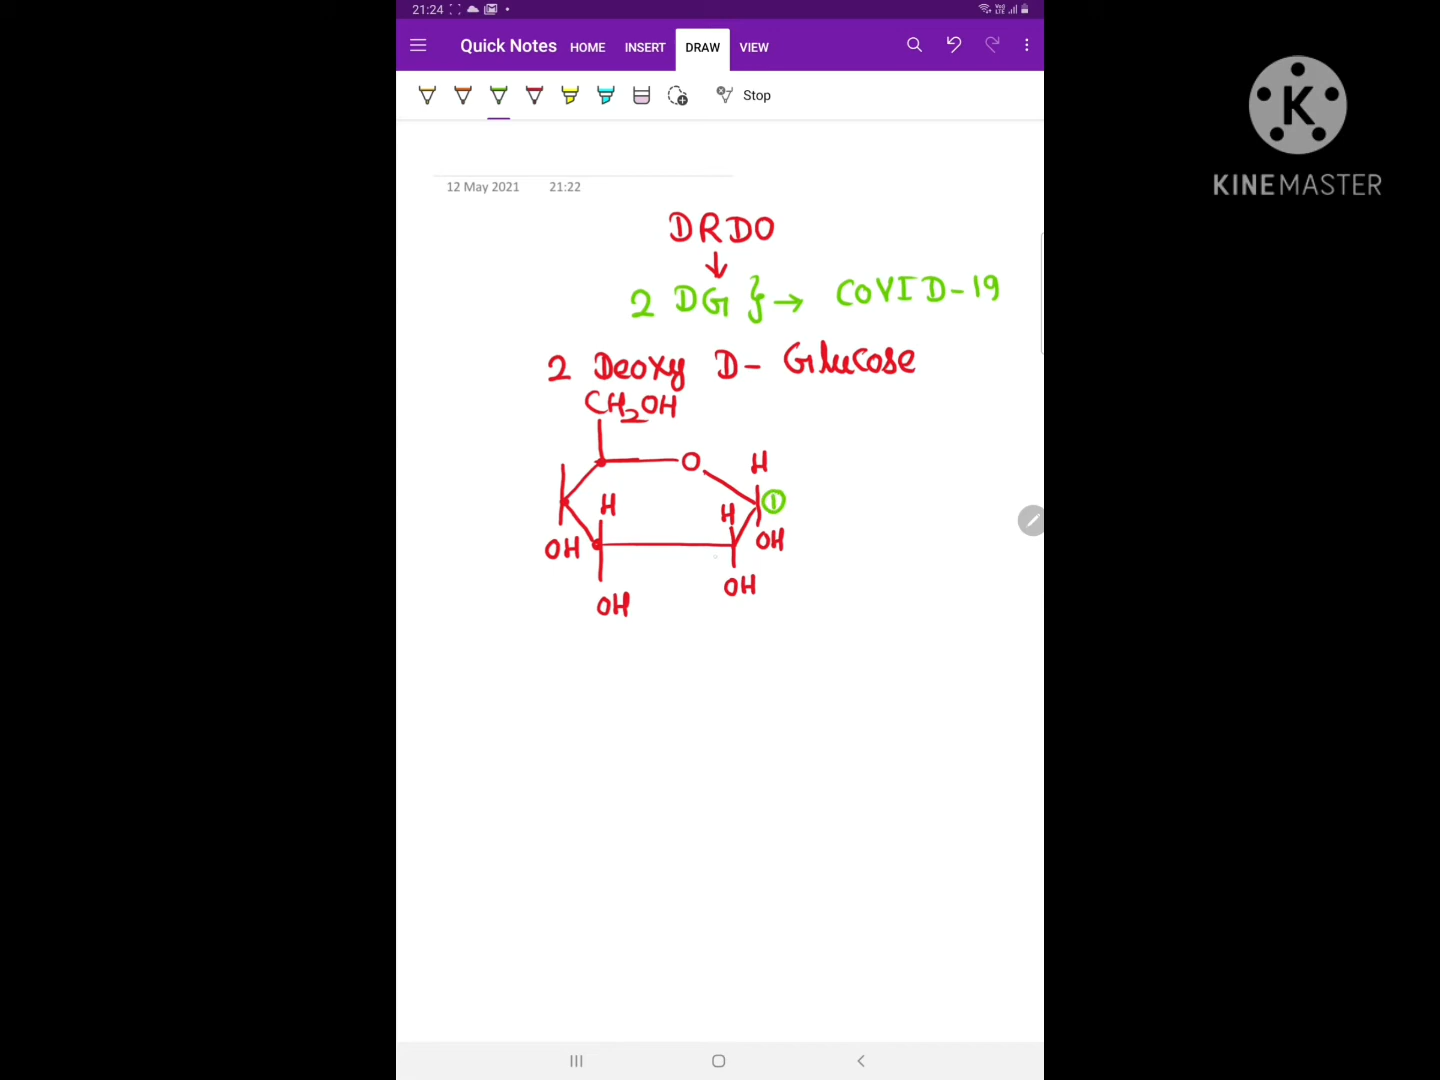 21:24
Quick Notes HOME INSERT DRAW VIEW
Stop
K
KINEMASTER
12 May 2021 21:22
DRDO
2 DG } → COVID-19
2 Deoxy D- Glucose
CH2OH
O H
H H 1
OH OH
OH OH